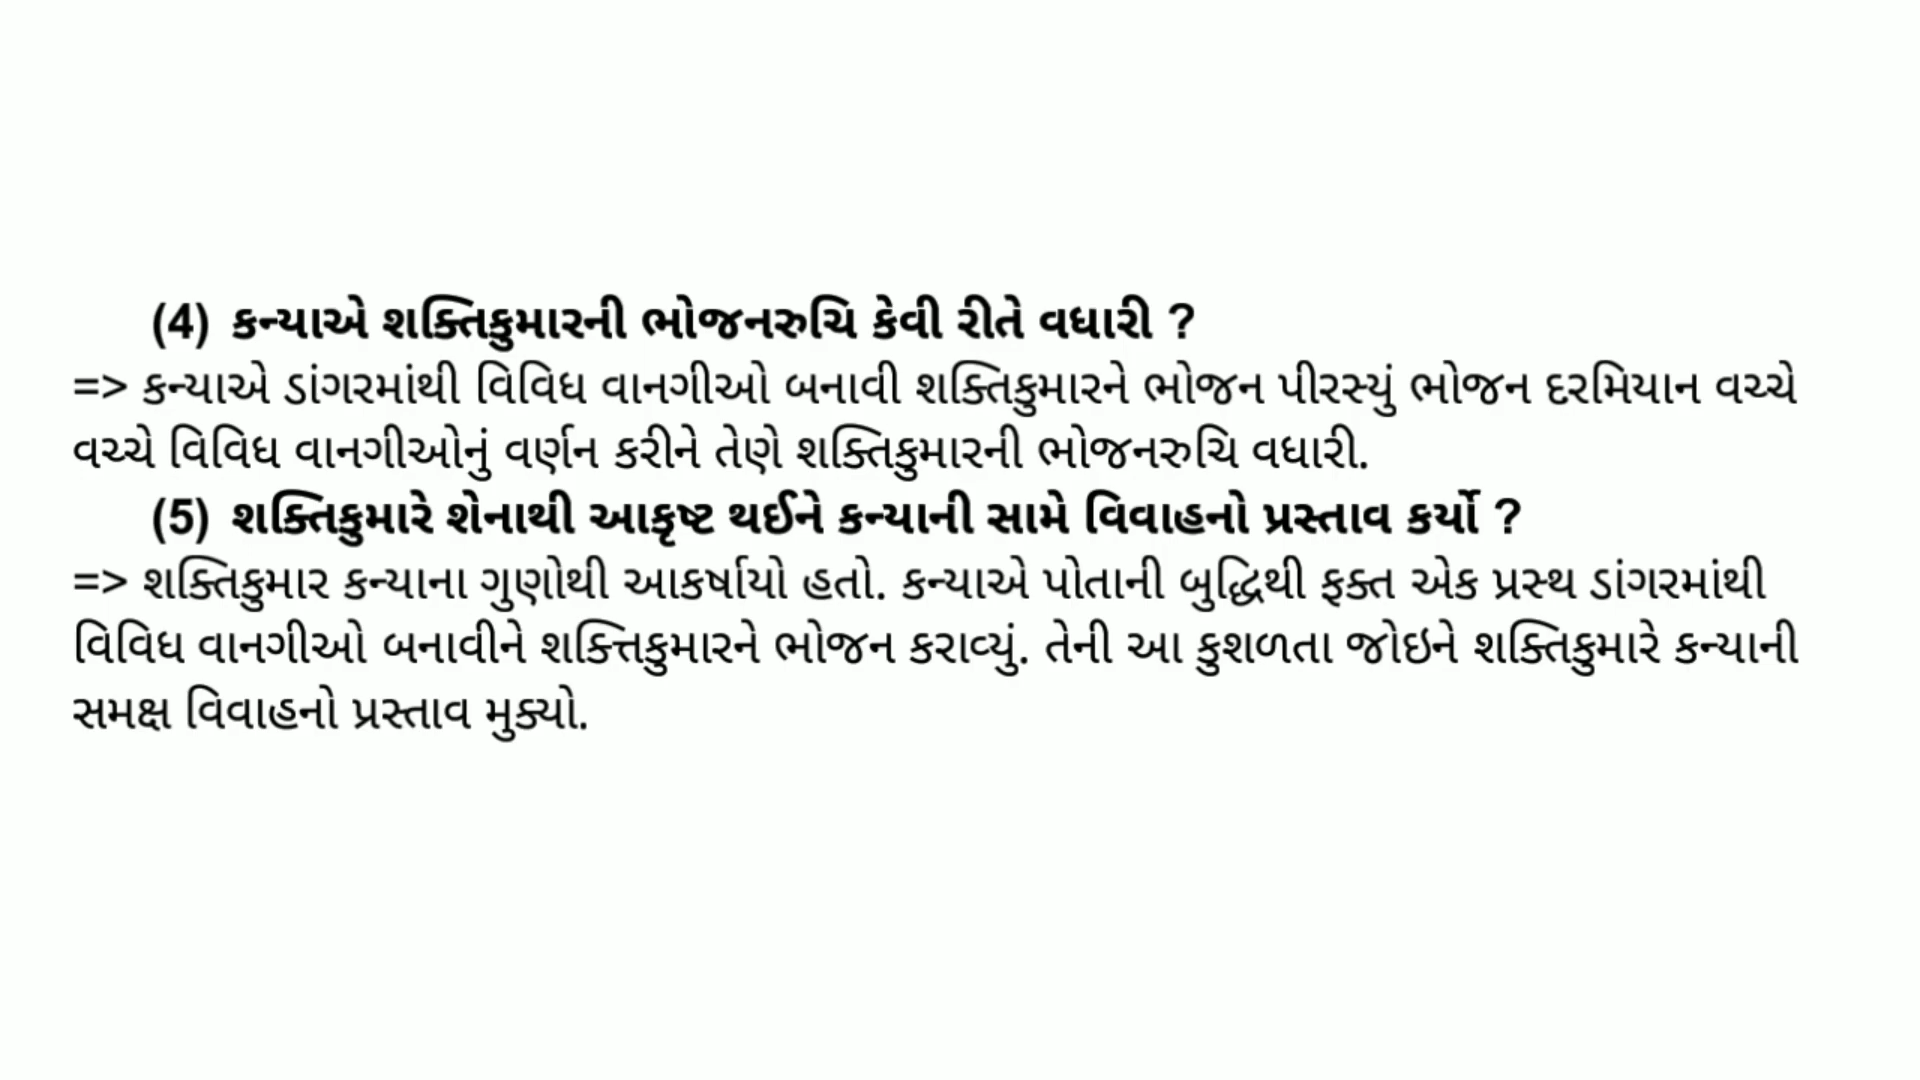 (4) કન્યાએ શક્તિકુમારની ભોજનરુચિ કેવી રીતે વધારી ?
=> કન્યાએ ડાંગરમાંથી વિવિધ વાનગીઓ બનાવી શક્તિકુમારને ભોજન પીરસ્યું ભોજન દરમિયાન વચ્ચે
વચ્ચે વિવિધ વાનગીઓનું વર્ણન કરીને તેણે શક્તિકુમારની ભોજનરુચિ વધારી.
(5) શક્તિકુમારે શેનાથી આકૃષ્ટ થઈને કન્યાની સામે વિવાહનો પ્રસ્તાવ કર્યો ?
=> શક્તિકુમાર કન્યાના ગુણોથી આકર્ષાયો હતો. કન્યાએ પોતાની બુદ્ધિથી ફક્ત એક પ્રસ્થ ડાંગરમાંથી
વિવિધ વાનગીઓ બનાવીને શક્ત્તિકુમારને ભોજન કરાવ્યું. તેની આ કુશળતા જોઇને શક્તિકુમારે કન્યાની
સમક્ષ વિવાહનો પ્રસ્તાવ મુક્યો.